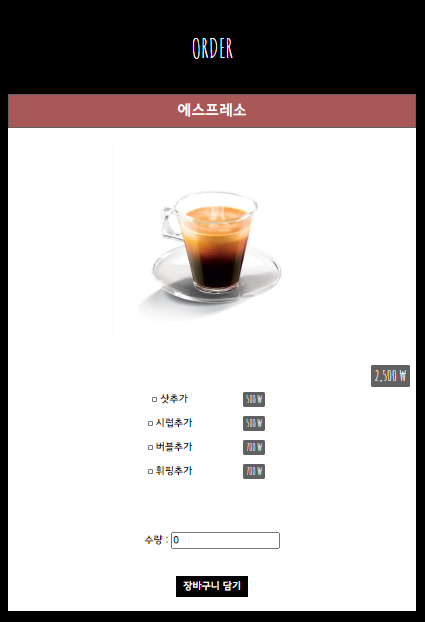 ORDER
에스프레소
2,500 ₩
샷추가 500 ₩
시럽추가 500 ₩
버블추가 700 ₩
휘핑추가 700 ₩
수량 : 0
장바구니 담기